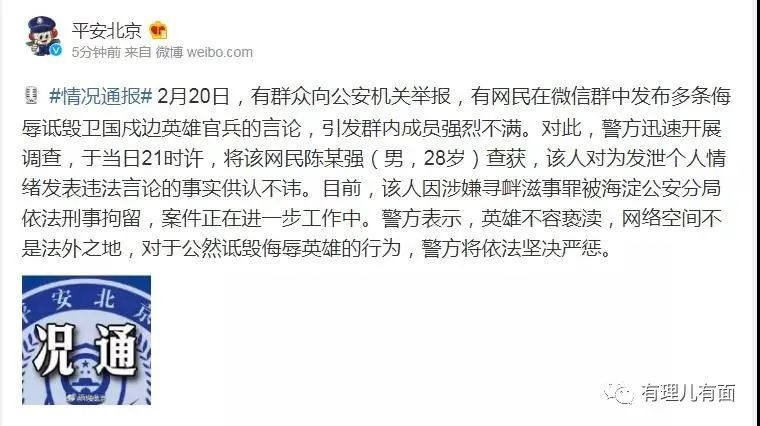 平安北京
5分钟前 来自 微博 weibo.com
#情况通报# 2月20日，有群众向公安机关举报，有网民在微信群中发布多条侮
辱诋毁卫国戍边英雄官兵的言论，引发群内成员强烈不满。对此，警方迅速开展
调查，于当日21时许，将该网民陈某强（男，28岁）查获，该人对为发泄个人情
绪发表违法言论的事实供认不讳。目前，该人因涉嫌寻衅滋事罪被海淀公安分局
依法刑事拘留，案件正在进一步工作中。警方表示，英雄不容亵渎，网络空间不
是法外之地，对于公然诋毁侮辱英雄的行为，警方将依法坚决严惩。
平安北京
况通
有理儿有面